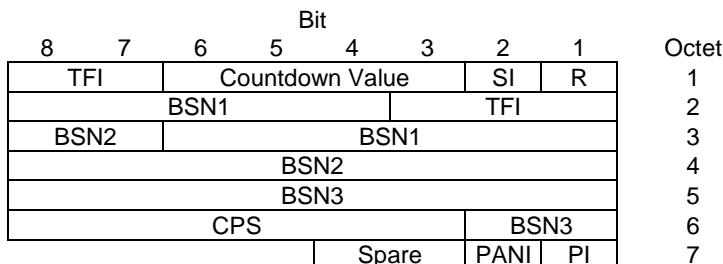 Bit
8 7 6 5 4 3 2 1 Octet
TFI Countdown Value SI R 1
BSN1 TFI 2
BSN2 BSN1 3
BSN2 4
BSN3 5
CPS BSN3 6
Spare PANI PI 7